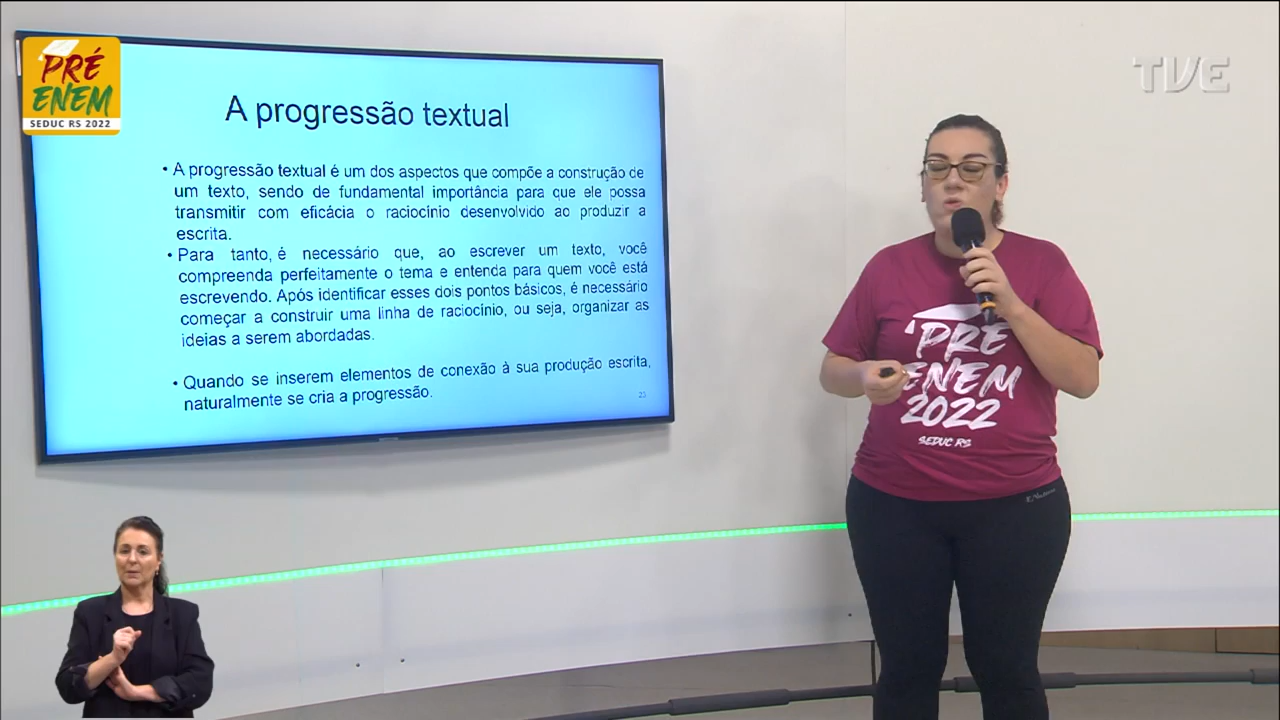 PRÉ
ENEM
SEDUC RS 2022
TVE
A progressão textual
• A progressão textual é um dos aspectos que compõe a construção de
um texto, sendo de fundamental importância para que ele possa
transmitir com eficácia o raciocínio desenvolvido ao produzir a
escrita.
• Para tanto, é necessário que, ao escrever um texto, você
compreenda perfeitamente o tema e entenda para quem você está
escrevendo. Após identificar esses dois pontos básicos, é necessário
começar a construir uma linha de raciocínio, ou seja, organizar as
ideias a serem abordadas.
• Quando se inserem elementos de conexão à sua produção escrita,
naturalmente se cria a progressão.
PRÉ
ENEM
2022
SEDUC RS